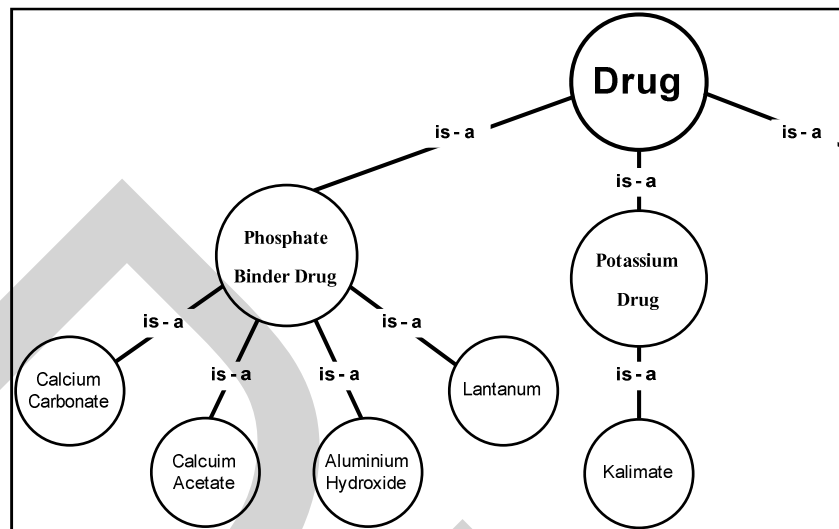 Drug
is-a
is-a
is-a
Phosphate
Binder Drug
Potassium
Drug
is-a
is-a
is-a
is-a
is-a
Calcium
Carbonate
Calcuim
Acetate
Aluminium
Hydroxide
Lantanum
Kalimate